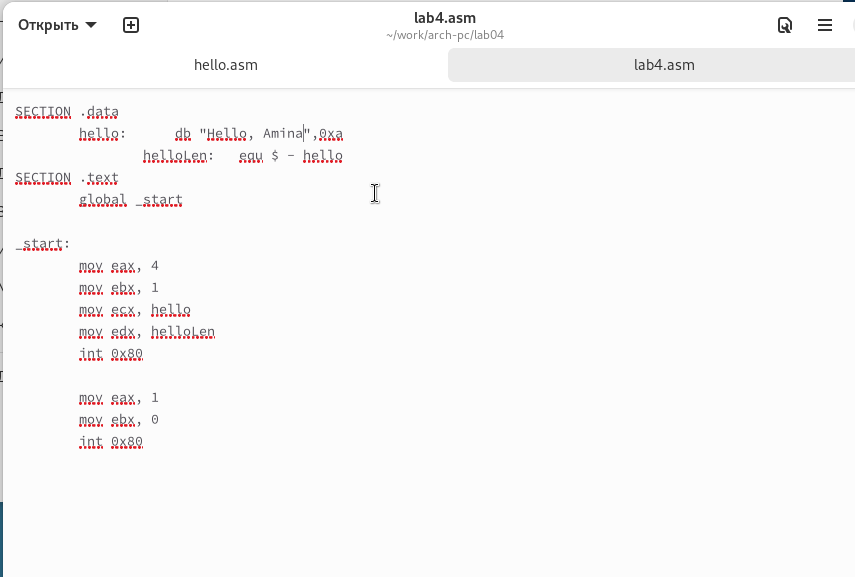 Открыть
lab4.asm
~/work/arch-pc/lab04
hello.asm
lab4.asm
SECTION .data
hello: db "Hello, Amina",0xa
helloLen: equ $ - hello
SECTION .text
global _start
_start:
mov eax, 4
mov ebx, 1
mov ecx, hello
mov edx, helloLen
int 0x80
mov eax, 1
mov ebx, 0
int 0x80